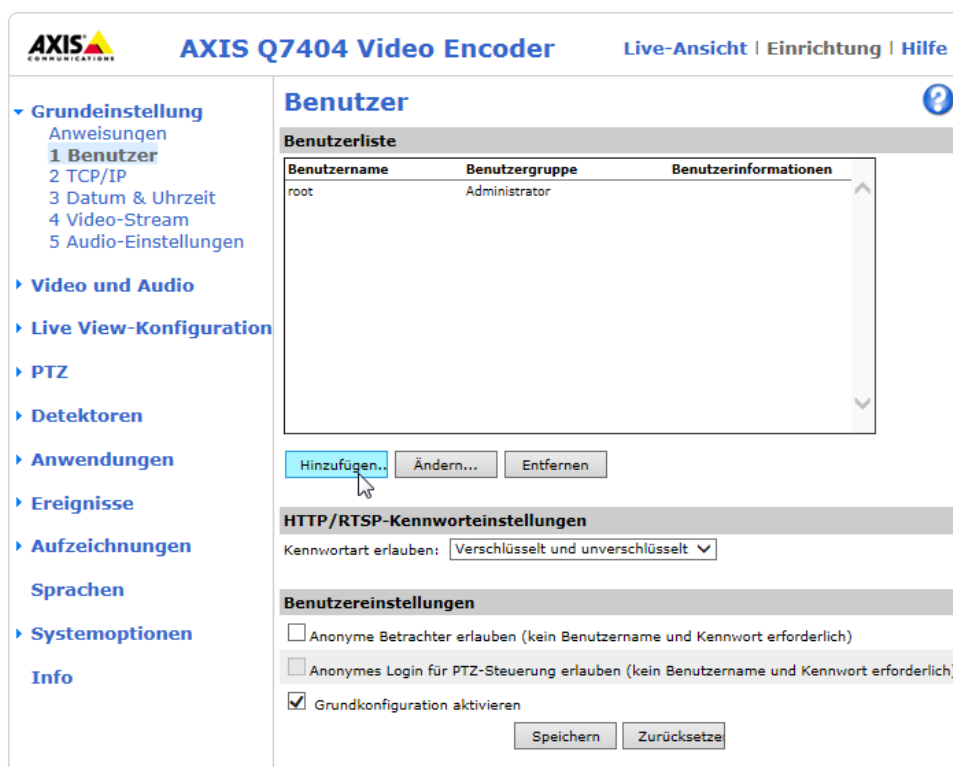 AXIS
COMMUNICATIONS
AXIS Q7404 Video Encoder
Live-Ansicht | Einrichtung | Hilfe
Grundeinstellung
Anweisungen
1 Benutzer
2 TCP/IP
3 Datum & Uhrzeit
4 Video-Stream
5 Audio-Einstellungen
Video und Audio
Live View-Konfiguration
PTZ
Detektoren
Anwendungen
Ereignisse
Aufzeichnungen
Sprachen
Systemoptionen
Info
Benutzer
?
Benutzerliste
Benutzername Benutzergruppe Benutzerinformationen
root Administrator
Hinzufügen.. Ändern... Entfernen
HTTP/RTSP-Kennworteinstellungen
Kennwortart erlauben: Verschlüsselt und unverschlüsselt
Benutzereinstellungen
Anonyme Betrachter erlauben (kein Benutzername und Kennwort erforderlich)
Anonymes Login für PTZ-Steuerung erlauben (kein Benutzername und Kennwort erforderlich)
Grundkonfiguration aktivieren
Speichern Zurücksetze